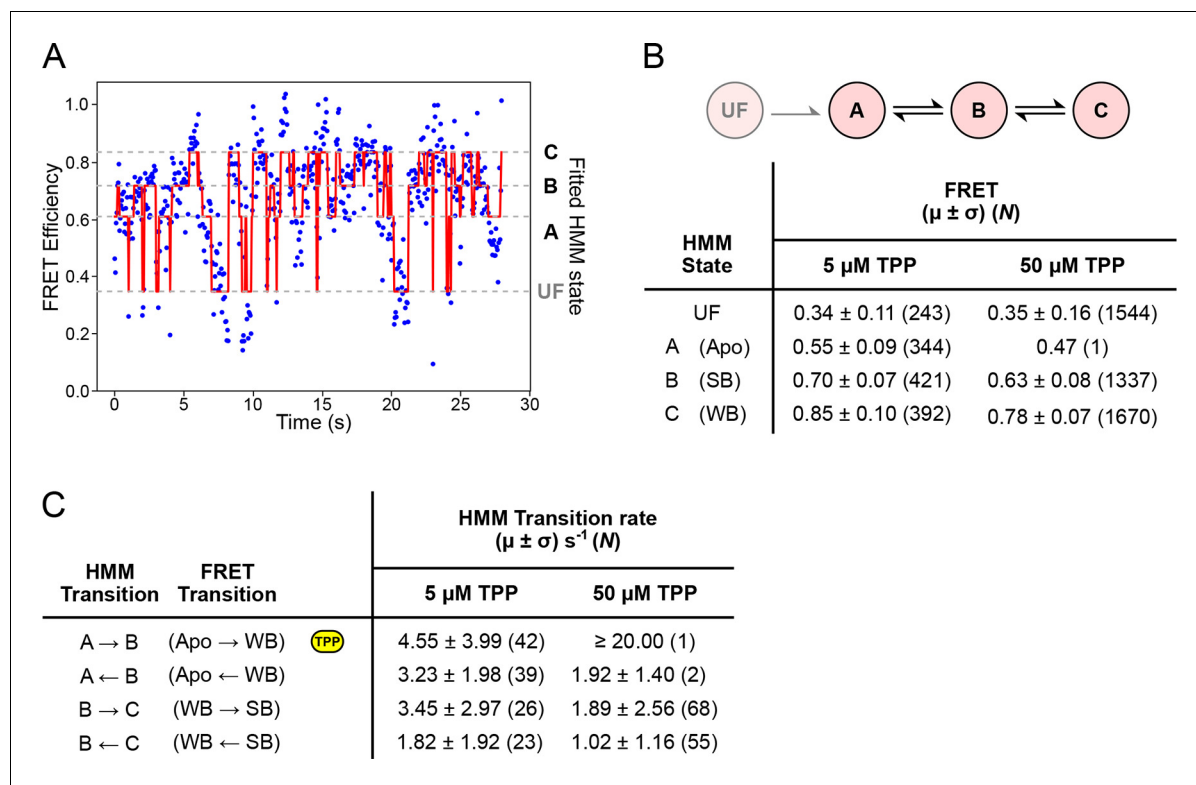 A
FRET Efficiency
1.0
0.8
0.6
0.4
0.2
0.0
0 5 10 15 20 25 30
Time (s)
C
B
A
UF
Fitted HMM state
B
UF A B C
FRET
(µ ± σ) (N)
HMM
State
5 µM TPP 50 µM TPP
UF 0.34 ± 0.11 (243) 0.35 ± 0.16 (1544)
A (Apo) 0.55 ± 0.09 (344) 0.47 (1)
B (SB) 0.70 ± 0.07 (421) 0.63 ± 0.08 (1337)
C (WB) 0.85 ± 0.10 (392) 0.78 ± 0.07 (1670)
C
HMM Transition rate
(µ ± σ) s-1 (N)
HMM FRET
Transition Transition
5 µM TPP 50 µM TPP
A → B (Apo → WB) TPP 4.55 ± 3.99 (42) ≥ 20.00 (1)
A ← B (Apo ← WB) 3.23 ± 1.98 (39) 1.92 ± 1.40 (2)
B → C (WB → SB) 3.45 ± 2.97 (26) 1.89 ± 2.56 (68)
B ← C (WB ← SB) 1.82 ± 1.92 (23) 1.02 ± 1.16 (55)